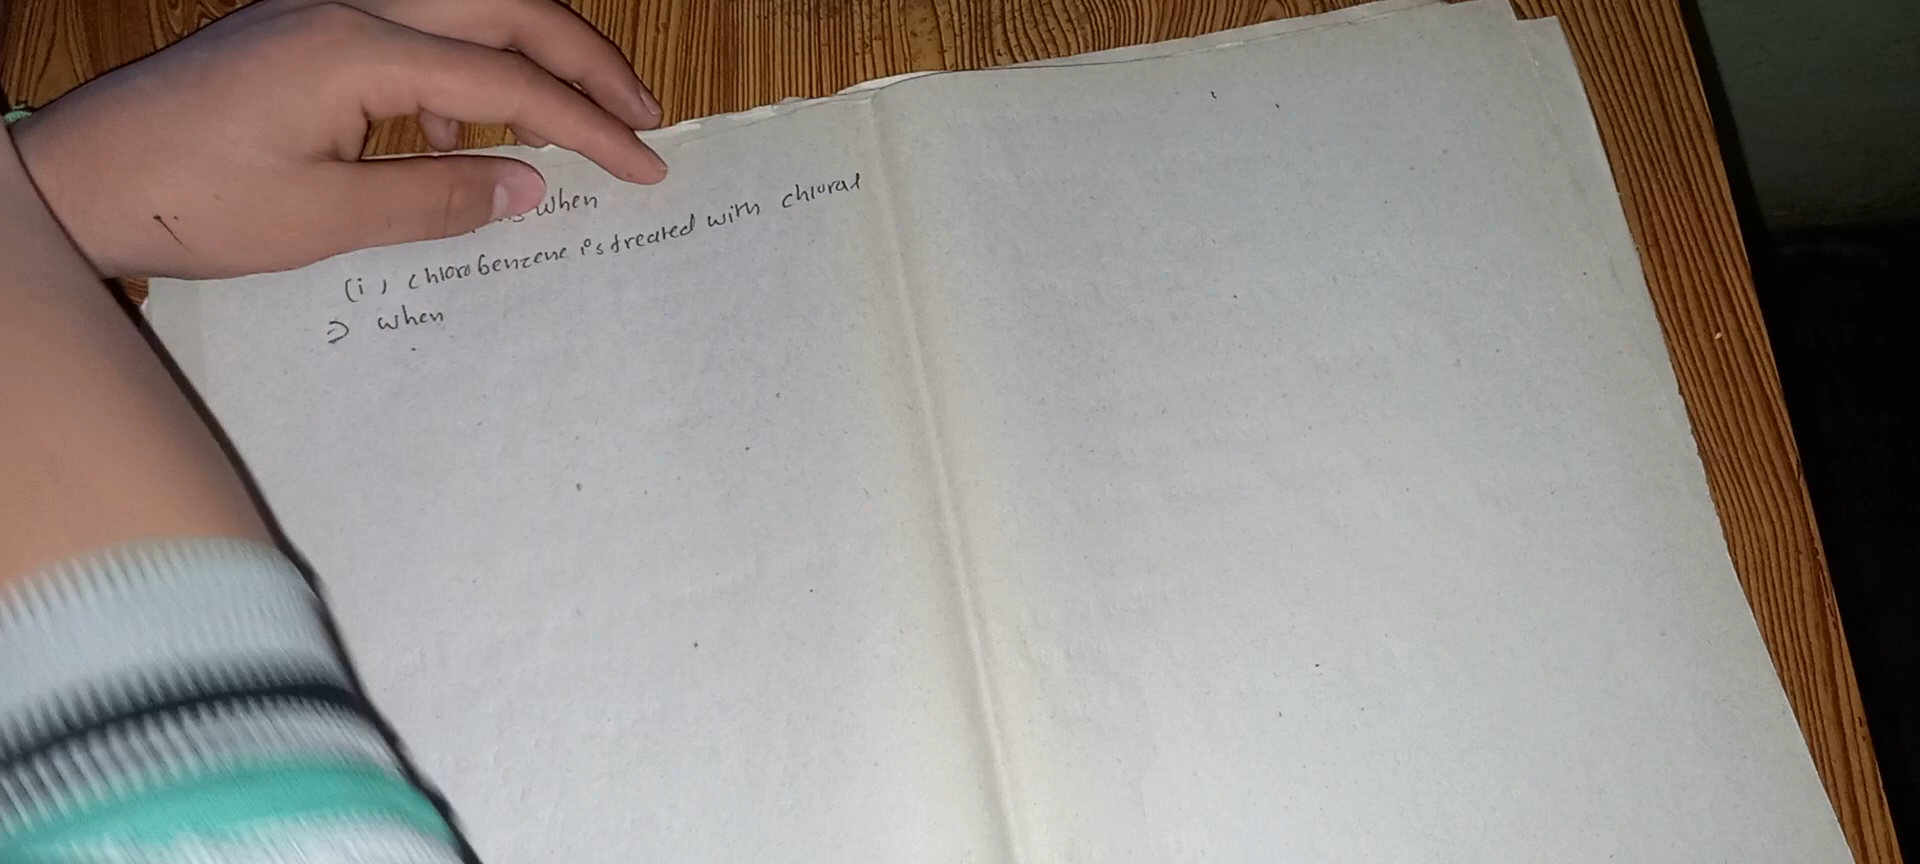 when
(i) chlorobenzene is treated with chloral
⇒ when